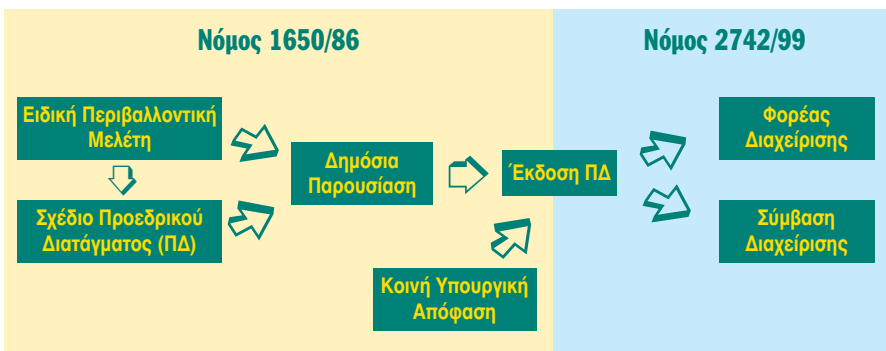 Νόμος 1650/86
Νόμος 2742/99
Ειδική Περιβαλλοντική
Μελέτη
Σχέδιο Προεδρικού
Διατάγματος (ΠΔ)
Δημόσια
Παρουσίαση
Έκδοση ΠΔ
Κοινή Υπουργική
Απόφαση
Φορέας
Διαχείρισης
Σύμβαση
Διαχείρισης